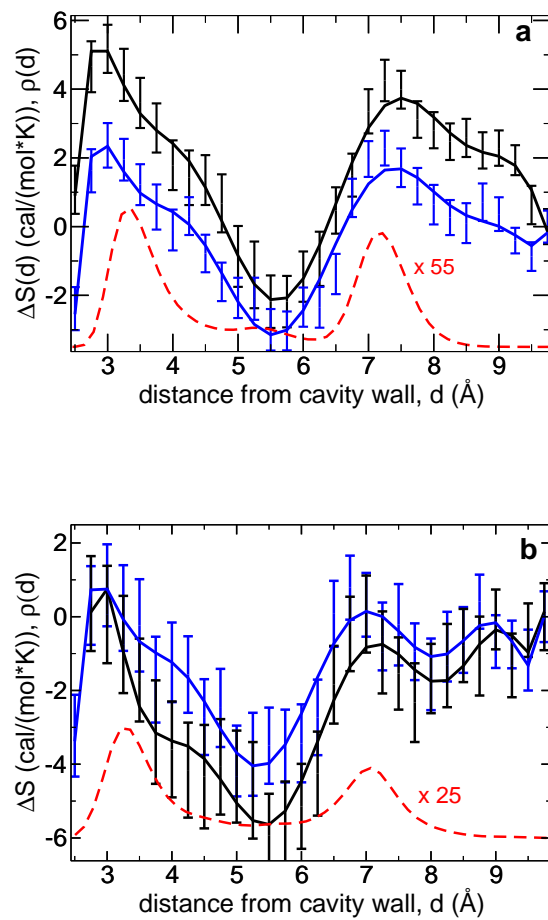 a
6
4
2
0
-2
ΔS(d) (cal/(mol*K)), ρ(d)
x 55
3 4 5 6 7 8 9
distance from cavity wall, d (Å)
b
2
0
-2
-4
-6
ΔS (cal/(mol*K)), ρ(d)
x 25
3 4 5 6 7 8 9
distance from cavity wall, d (Å)